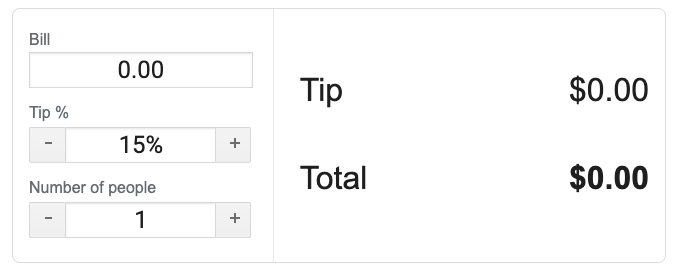 Bill
0.00
Tip %
- 15% +
Number of people
- 1 +
Tip $0.00
Total $0.00